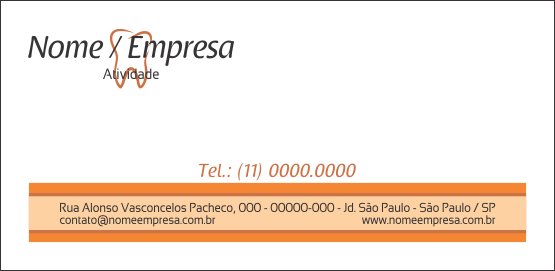 Nome / Empresa
Atividade
Tel.: (11) 0000.0000
Rua Alonso Vasconcelos Pacheco, 000 - 00000-000 - Jd. São Paulo - São Paulo / SP
contato@nomeempresa.com.br www.nomeempresa.com.br